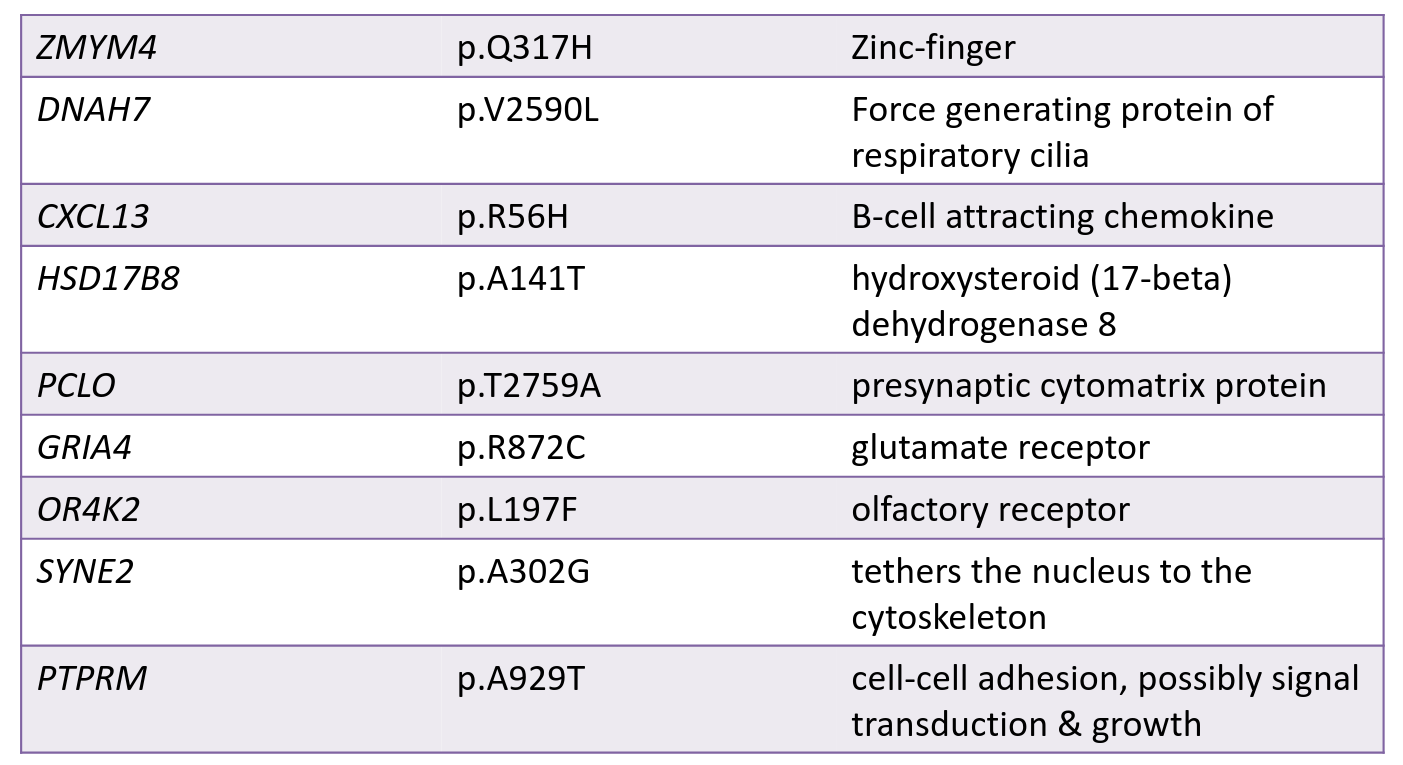 ZMYM4 p.Q317H Zinc-finger
DNAH7 p.V2590L Force generating protein of
respiratory cilia
CXCL13 p.R56H B-cell attracting chemokine
HSD17B8 p.A141T hydroxysteroid (17-beta)
dehydrogenase 8
PCLO p.T2759A presynaptic cytomatrix protein
GRIA4 p.R872C glutamate receptor
OR4K2 p.L197F olfactory receptor
SYNE2 p.A302G tethers the nucleus to the
cytoskeleton
PTPRM p.A929T cell-cell adhesion, possibly signal
transduction & growth